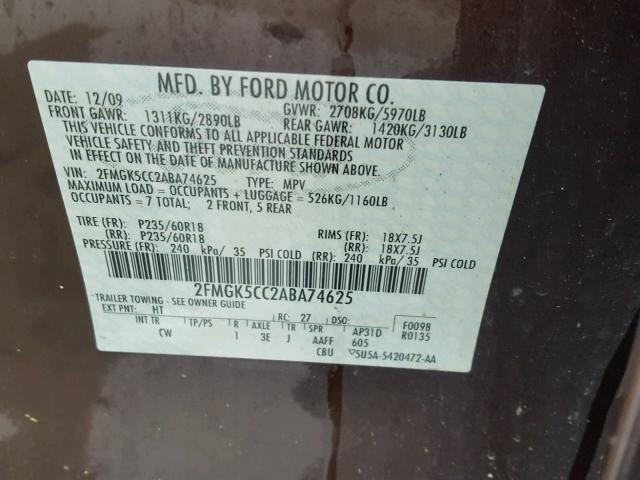 MFD. BY FORD MOTOR CO.
DATE: 12/09 GVWR: 2708KG/5970LB
FRONT GAWR: 1311KG/2890LB REAR GAWR: 1420KG/3130LB
THIS VEHICLE CONFORMS TO ALL APPLICABLE FEDERAL MOTOR
VEHICLE SAFETY AND THEFT PREVENTION STANDARDS
IN EFFECT ON THE DATE OF MANUFACTURE SHOWN ABOVE.
VIN: 2FMGK5CC2ABA74625 TYPE: MPV
MAXIMUM LOAD = OCCUPANTS + LUGGAGE = 526KG/1160LB
OCCUPANTS = 7 TOTAL; 2 FRONT, 5 REAR
TIRE (FR): P235/60R18 RIMS (FR): 18X7.5J
(RR): P235/60R18 (RR): 18X7.5J
PRESSURE (FR): 240 kPa/ 35 PSI COLD (RR): 240 kPa/ 35 PSI COLD
2FMGK5CC2ABA74625
TRAILER TOWING - SEE OWNER GUIDE
EXT PNT: HT RC: 27 DSO: F0098
INT TR TP/PS R AXLE TR SPR AP31D R0135
CW 1 3E J AAFF 605
CBU ▽5U5A-5420472-AA